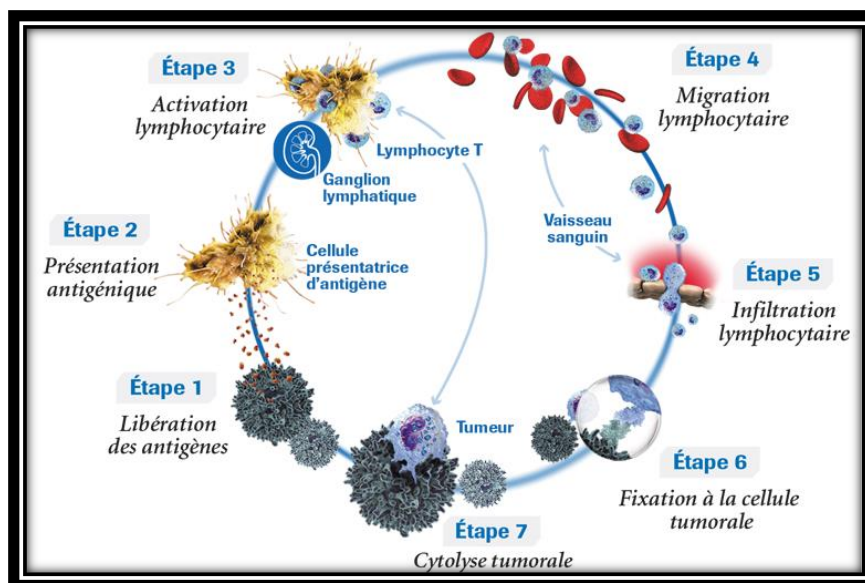 Étape 1
Libération
des antigènes
Étape 2
Présentation
antigénique
Cellule
présentatrice
d'antigène
Étape 3
Activation
lymphocytaire
Lymphocyte T
Ganglion
lymphatique
Étape 4
Migration
lymphocytaire
Vaisseau
sanguin
Étape 5
Infiltration
lymphocytaire
Étape 6
Fixation à la cellule
tumorale
Tumeur
Étape 7
Cytolyse tumorale